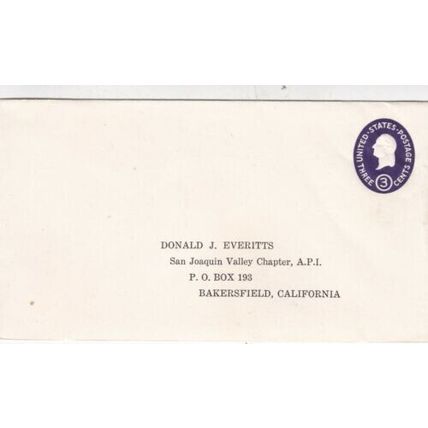 UNITED·STATES·POSTAGE
THREE 3 CENTS
DONALD J. EVERITTS
San Joaquin Valley Chapter, A.P.I.
P. O. BOX 193
BAKERSFIELD, CALIFORNIA